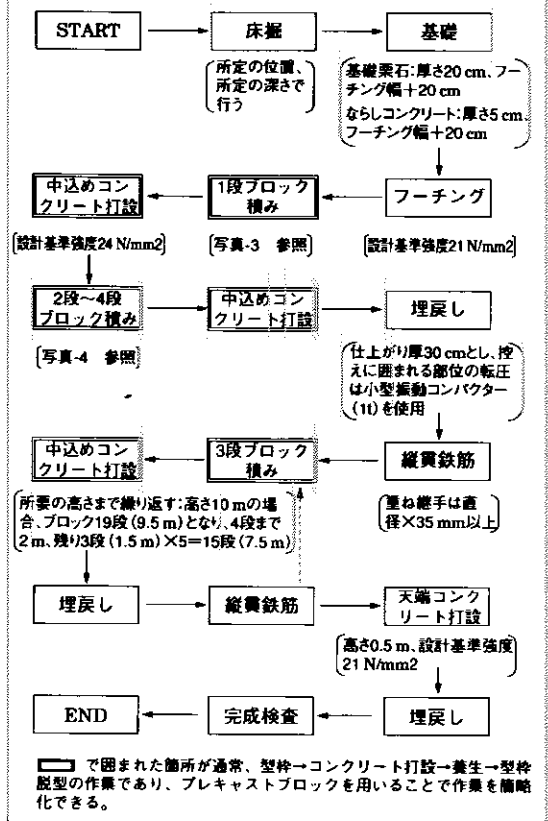 START
床掘
基礎
所定の位置、
所定の深さで
行う
基礎栗石:厚さ20 cm、フー
チング幅+20 cm
ならしコンクリート:厚さ5 cm、
フーチング幅+20 cm
中込めコン
クリート打設
1段ブロック
積み
フーチング
[設計基準強度24 N/mm2]
[写真-3 参照]
[設計基準強度21 N/mm2]
2段～4段
ブロック積み
中込めコン
クリート打設
埋戻し
[写真-4 参照]
仕上がり厚30 cmとし、控
えに囲まれる部位の転圧
は小型振動コンパクター
(1t)を使用
中込めコン
クリート打設
3段ブロック
積み
縦貫鉄筋
所要の高さまで繰り返す:高さ10 mの場
合、ブロック19段(9.5 m)となり、4段まで
2 m、残り3段(1.5 m)×5=15段(7.5 m)
重ね継手は直
径×35 mm以上
埋戻し
縦貫鉄筋
天端コンク
リート打設
高さ0.5 m、設計基準強度
21 N/mm2
END
完成検査
埋戻し
で囲まれた箇所が通常、型枠→コンクリート打設→養生→型枠
脱型の作業であり、プレキャストブロックを用いることで作業を簡略
化できる。